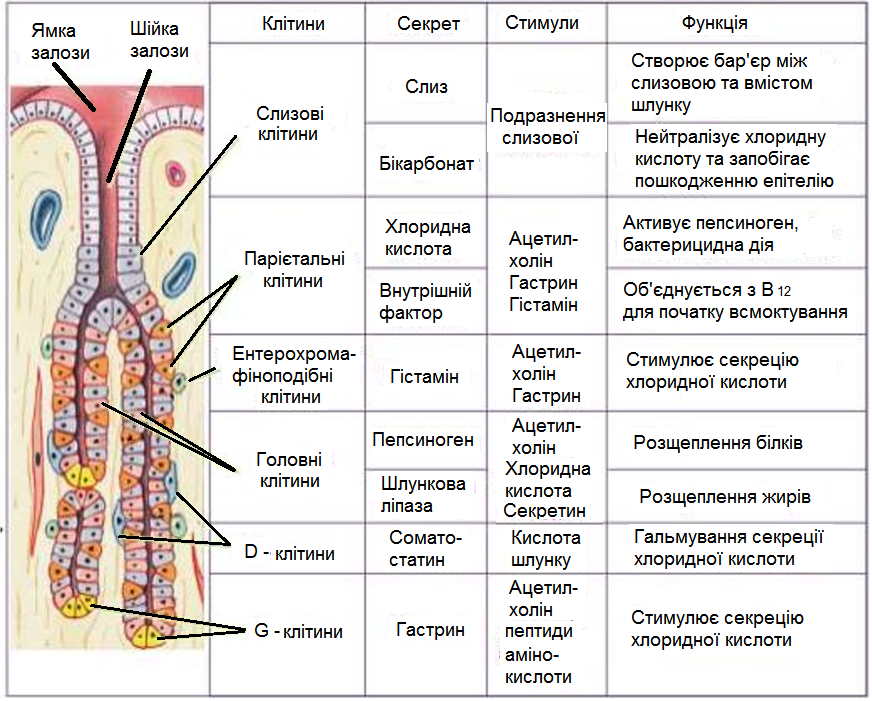 Ямка
залози
Шийка
залози
Клітини
Секрет
Стимули
Функція
Слизові
клітини
Слиз
Подразнення
слизової
Створює бар'єр між
слизовою та вмістом
шлунку
Бікарбонат
Нейтралізує хлоридну
кислоту та запобігає
пошкодженню епітелію
Парієтальні
клітини
Хлоридна
кислота
Ацетил-
холін
Гастрин
Гістамін
Активує пепсиноген,
бактерицидна дія
Внутрішній
фактор
Об'єднується з В 12
для початку всмоктування
Ентерохрома-
фіноподібні
клітини
Гістамін
Ацетил-
холін
Гастрин
Стимулює секрецію
хлоридної кислоти
Головні
клітини
Пепсиноген
Ацетил-
холін
Хлоридна
кислота
Секретин
Розщеплення білків
Шлункова
ліпаза
Розщеплення жирів
D - клітини
Сомато-
статин
Кислота
шлунку
Гальмування секреції
хлоридної кислоти
G - клітини
Гастрин
Ацетил-
холін
пептиди
аміно-
кислоти
Стимулює секрецію
хлоридної кислоти